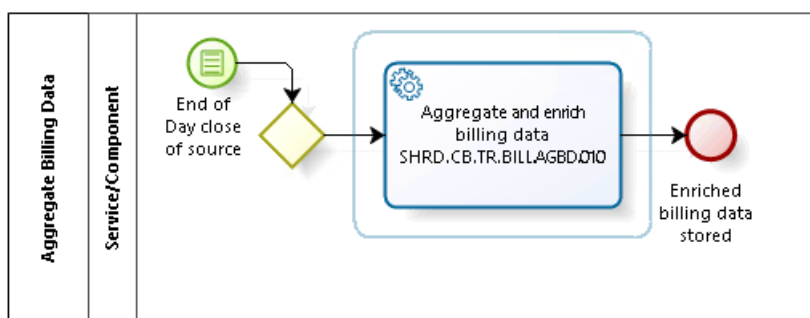 Aggregate Billing Data
Service/Component
End of
Day close
of source
Aggregate and enrich
billing data
SHRD.CB.TR.BILL.AGBD.010
Enriched
billing data
stored